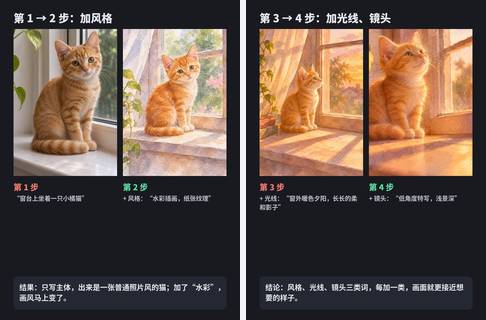 第 1 → 2 步：加风格
第 1 步
“窗台上坐着一只小橘猫”
第 2 步
+ 风格：“水彩插画，纸张纹理”
结果：只写主体，出来是一张普通照片风的猫；加了“水彩”，
画风马上变了。
第 3 → 4 步：加光线、镜头
第 3 步
+ 光线：“窗外暖色夕阳，长长的柔
和影子”
第 4 步
+ 镜头：“低角度特写，浅景深”
结论：风格、光线、镜头三类词，每加一类，画面就更接近想
要的样子。